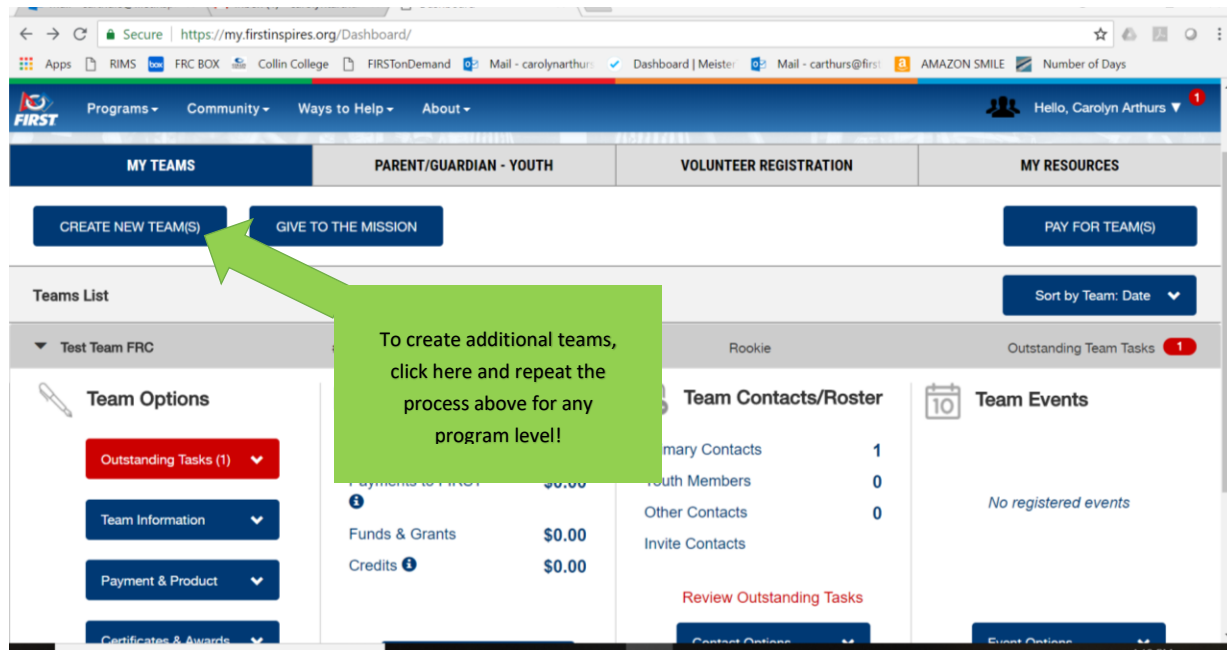 Secure | https://my.firstinspires.org/Dashboard/
Apps RIMS box FRC BOX Collin College FIRSTonDemand Mail - carolynarthurs Dashboard | Meister Mail - carthurs@first AMAZON SMILE Number of Days
FIRST Programs Community Ways to Help About Hello, Carolyn Arthurs 1
MY TEAMS PARENT/GUARDIAN - YOUTH VOLUNTEER REGISTRATION MY RESOURCES
CREATE NEW TEAM(S) GIVE TO THE MISSION PAY FOR TEAM(S)
Teams List Sort by Team: Date
Test Team FRC Rookie Outstanding Team Tasks 1
To create additional teams,
click here and repeat the
process above for any
program level!
Team Options
Outstanding Tasks (1)
Team Information
Payment & Product
Certificates & Awards
Payments to FIRST $0.00
Funds & Grants $0.00
Credits $0.00
Team Contacts/Roster
Contacts 1
Youth Members 0
Other Contacts 0
Invite Contacts
Review Outstanding Tasks
Contact Options
10 Team Events
No registered events
Event Options